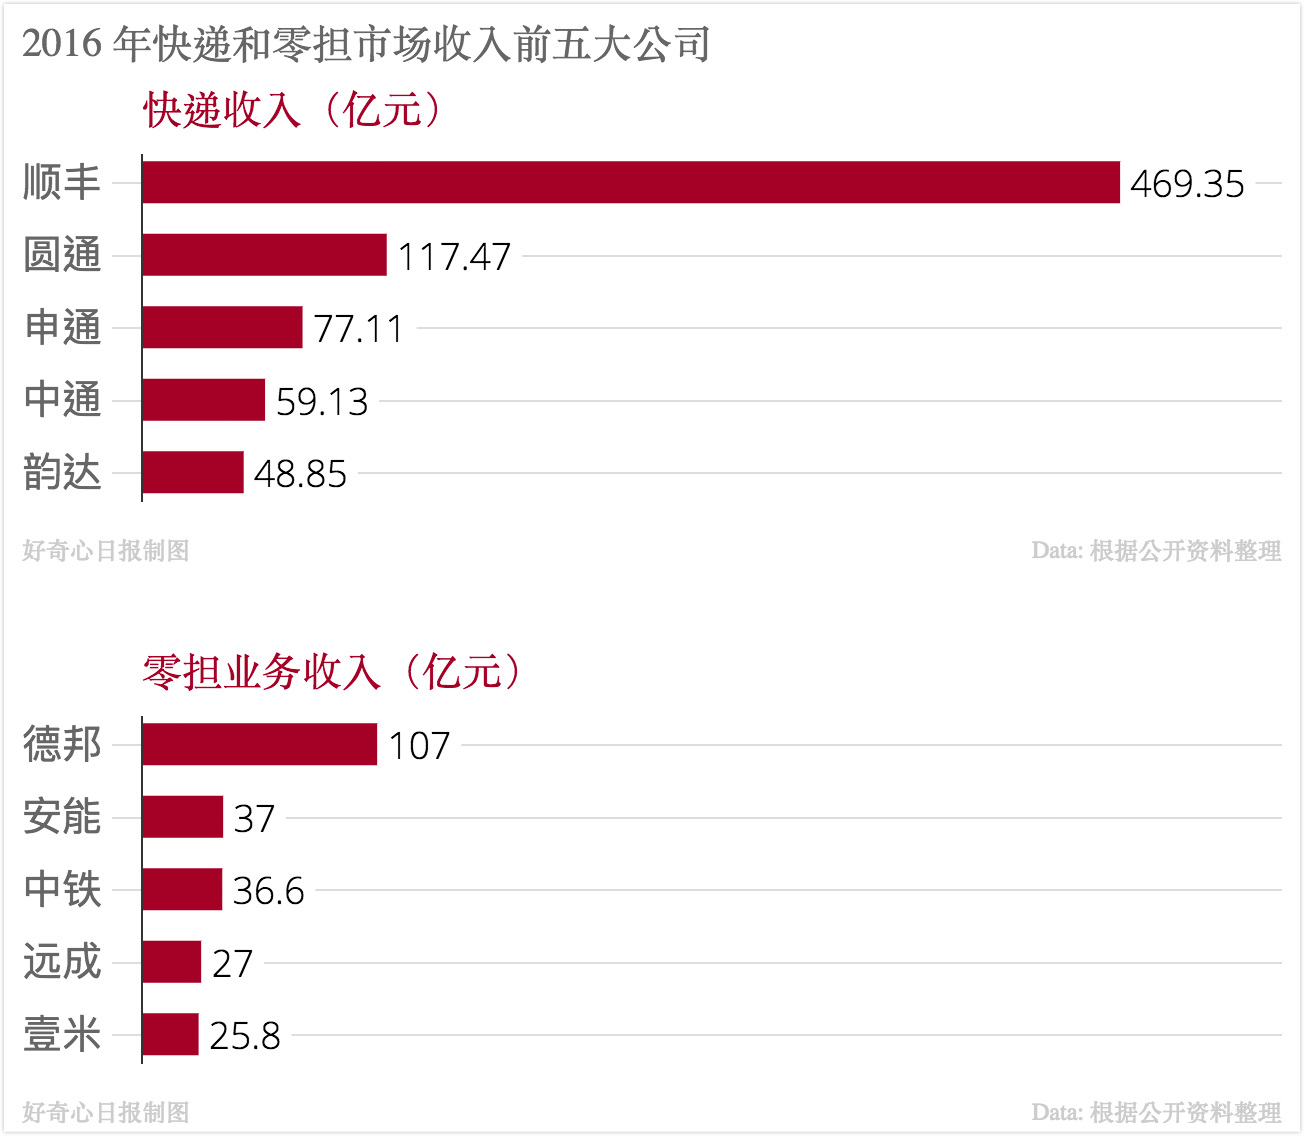 2016 年快递和零担市场收入前五大公司
快递收入（亿元）
顺丰 469.35
圆通 117.47
申通 77.11
中通 59.13
韵达 48.85
好奇心日报制图 Data: 根据公开资料整理
零担业务收入（亿元）
德邦 107
安能 37
中铁 36.6
远成 27
壹米 25.8
好奇心日报制图 Data: 根据公开资料整理